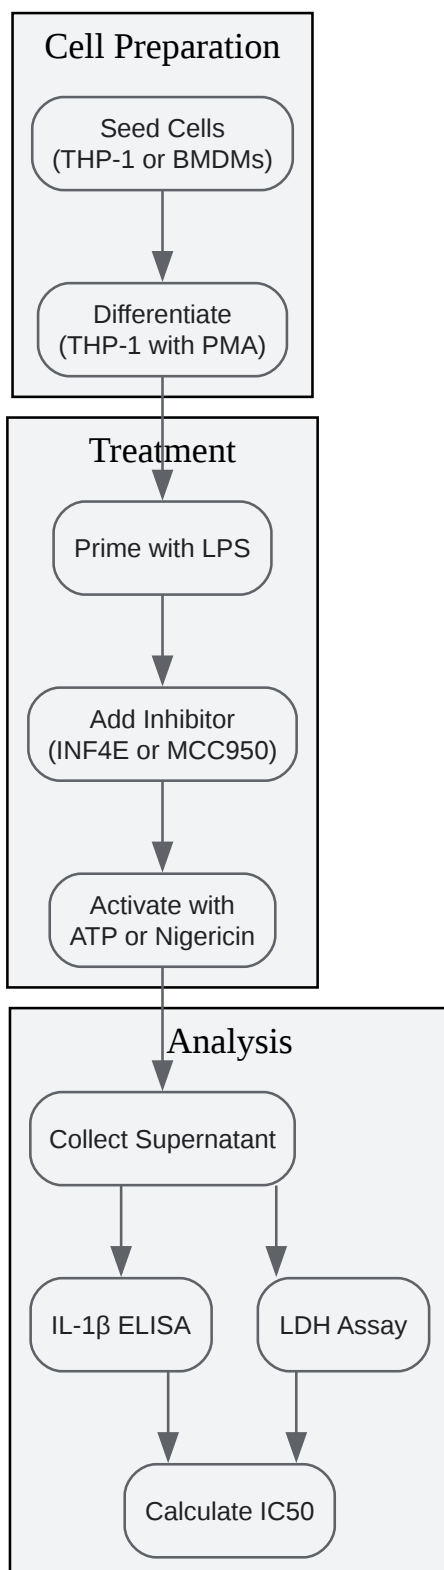 Cell Preparation
Seed Cells
(THP-1 or BMDMs)
Differentiate
(THP-1 with PMA)
Treatment
Prime with LPS
Add Inhibitor
(INF4E or MCC950)
Activate with
ATP or Nigericin
Analysis
Collect Supernatant
IL-1β ELISA
LDH Assay
Calculate IC50